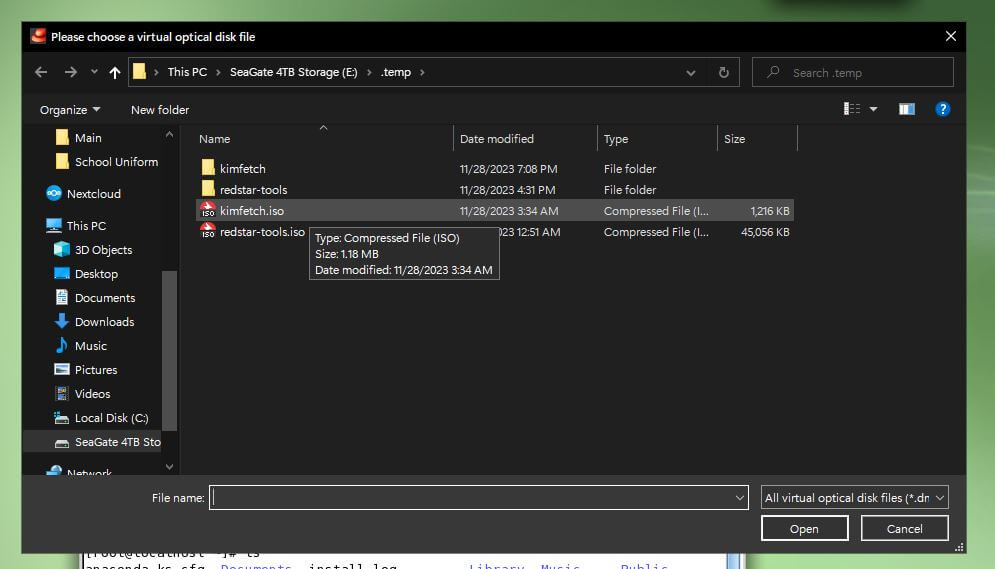 Please choose a virtual optical disk file
This PC > SeaGate 4TB Storage (E:) > .temp >
Search .temp
Organize New folder
Name Date modified Type Size
Main
School Uniform
Nextcloud
This PC
3D Objects
Desktop
Documents
Downloads
Music
Pictures
Videos
Local Disk (C:)
SeaGate 4TB Sto
Network
kimfetch 11/28/2023 7:08 PM File folder
redstar-tools 11/28/2023 4:31 PM File folder
ISO kimfetch.iso 11/28/2023 3:34 AM Compressed File (I... 1,216 KB
ISO redstar-tools.iso 023 12:51 AM Compressed File (I... 45,056 KB
Type: Compressed File (ISO)
Size: 1.18 MB
Date modified: 11/28/2023 3:34 AM
File name: All virtual optical disk files (*.dn
Open Cancel
[root@localhost ~]# ls
anaconda-ks.cfg Documents install.log Library Music Public